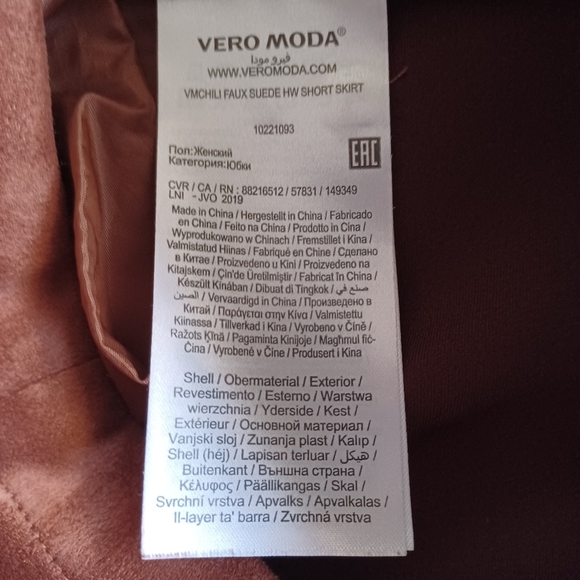 VERO MODA®
فيرو مودا
WWW.VEROMODA.COM
VMCHILI FAUX SUEDE HW SHORT SKIRT
10221093
Пол:Женский
Категория:Юбки
EAC
CVR / CA / RN : 88216512 / 57831 / 149349
LNI -JVO 2019
Made in China / Hergestellt in China / Fabricado
en China / Feito na China / Prodotto in Cina /
Wyprodukowano w Chinach / Fremstillet i Kina /
Valmistatud Hiinas / Fabriqué en Chine / Сделано
в Китае / Proizvedeno u Kini / Proizvedeno na
Kitajskem / Çin'de Üretilmiştir / Fabricat în China /
Készült Kínában / Dibuat di Tingkok / صنع في
الصين / Vervaardigd in China / Произведено в
Китай / Παράγεται στην Κίνα / Valmistettu
Kiinassa / Tillverkad i Kina / Vyrobeno v Číně /
Ražots Ķīnā / Pagaminta Kinijoje / Magħmul fiċ-
Ċina / Vyrobené v Číne / Produsert i Kina
Shell / Obermaterial / Exterior /
Revestimento / Esterno / Warstwa
wierzchnia / Yderside / Kest /
Extérieur / Основной материал /
Vanjski sloj / Zunanja plast / Kalıp /
Shell (héj) / Lapisan terluar / هيكل /
Buitenkant / Външна страна /
Κέλυφος / Päällikangas / Skal /
Svrchní vrstva / Apvalks / Apvalkalas /
Il-layer ta' barra / Zvrchná vrstva